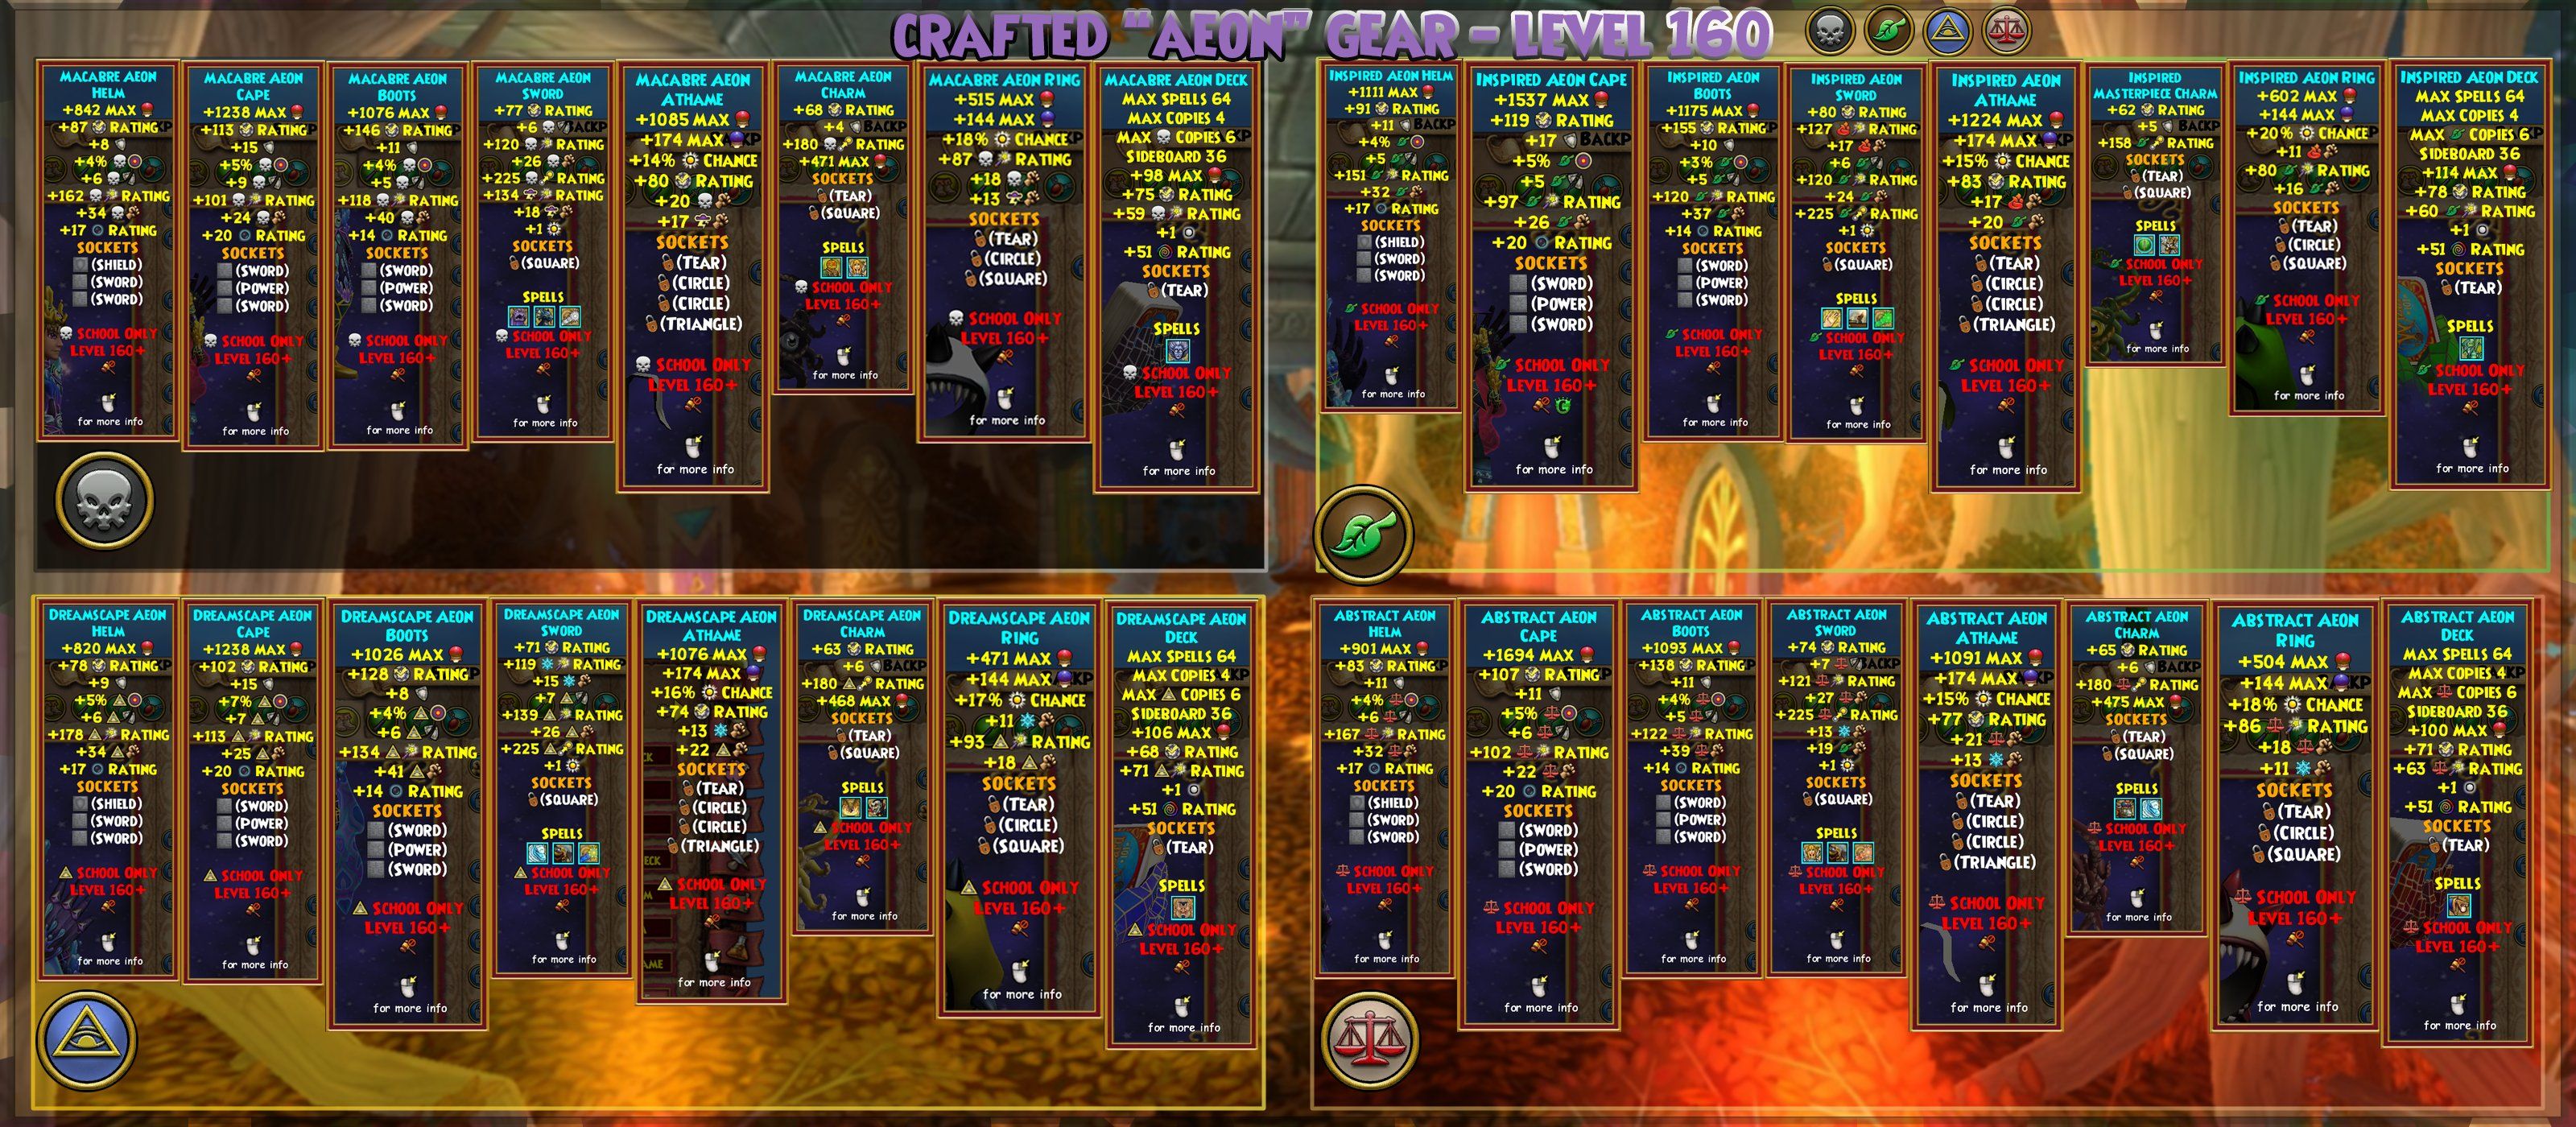 CRAFTED "AEON" GEAR - LEVEL 160
MACABRE AEON
HELM
+842 MAX
+87 RATING
+8
+4%
+6
+162 RATING
+34
+17 RATING
SOCKETS
(SHIELD)
(SWORD)
(SWORD)
SCHOOL ONLY
LEVEL 160+
for more info
MACABRE AEON
CAPE
+1238 MAX
+113 RATING
+15
+5%
+9
+101 RATING
+24
+20 RATING
SOCKETS
(SWORD)
(POWER)
(SWORD)
SCHOOL ONLY
LEVEL 160+
for more info
MACABRE AEON
BOOTS
+1076 MAX
+146 RATING
+11
+4%
+5
+118 RATING
+40
+14 RATING
SOCKETS
(SWORD)
(POWER)
(SWORD)
SCHOOL ONLY
LEVEL 160+
for more info
MACABRE AEON
SWORD
+77 RATING
+6
+120 RATING
+26
+225 RATING
+134 RATING
+18
+1
SOCKETS
(SQUARE)
SPELLS
SCHOOL ONLY
LEVEL 160+
for more info
MACABRE AEON
ATHAME
+1085 MAX
+174 MAX
+14% CHANCE
+80 RATING
+20
+17
SOCKETS
(TEAR)
(CIRCLE)
(CIRCLE)
(TRIANGLE)
SCHOOL ONLY
LEVEL 160+
for more info
MACABRE AEON
CHARM
+68 RATING
+4 BACKP
+180 RATING
+471 MAX
SOCKETS
(TEAR)
(SQUARE)
SPELLS
SCHOOL ONLY
LEVEL 160+
for more info
MACABRE AEON RING
+515 MAX
+144 MAX
+18% CHANCE
+87 RATING
+18
+13
SOCKETS
(TEAR)
(CIRCLE)
(SQUARE)
SCHOOL ONLY
LEVEL 160+
for more info
MACABRE AEON DECK
MAX SPELLS 64
MAX COPIES 4
MAX COPIES 6
SIDEBOARD 36
+98 MAX
+75 RATING
+59 RATING
+1
+51 RATING
SOCKETS
(TEAR)
SPELLS
SCHOOL ONLY
LEVEL 160+
for more info
INSPIRED AEON HELM
+1111 MAX
+91 RATING
+11 BACKP
+4%
+5
+151 RATING
+32
+17 RATING
SOCKETS
(SHIELD)
(SWORD)
(SWORD)
SCHOOL ONLY
LEVEL 160+
for more info
INSPIRED AEON CAPE
+1537 MAX
+119 RATING
+17 BACKP
+5%
+5
+97 RATING
+26
+20 RATING
SOCKETS
(SWORD)
(POWER)
(SWORD)
SCHOOL ONLY
LEVEL 160+
for more info
INSPIRED AEON
BOOTS
+1175 MAX
+155 RATING
+10
+3%
+5
+120 RATING
+37
+14 RATING
SOCKETS
(SWORD)
(POWER)
(SWORD)
SCHOOL ONLY
LEVEL 160+
for more info
INSPIRED AEON
SWORD
+80 RATING
+127 RATING
+17
+6
+120 RATING
+24
+225 RATING
+1
SOCKETS
(SQUARE)
SPELLS
SCHOOL ONLY
LEVEL 160+
for more info
INSPIRED AEON
ATHAME
+1224 MAX
+174 MAX
+15% CHANCE
+83 RATING
+17
+20
SOCKETS
(TEAR)
(CIRCLE)
(CIRCLE)
(TRIANGLE)
SCHOOL ONLY
LEVEL 160+
for more info
INSPIRED
MASTERPIECE CHARM
+62 RATING
+5 BACKP
+158 RATING
SOCKETS
(TEAR)
(SQUARE)
SPELLS
SCHOOL ONLY
LEVEL 160+
for more info
INSPIRED AEON RING
+602 MAX
+144 MAX
+20% CHANCE
+11
+80 RATING
+16
SOCKETS
(TEAR)
(CIRCLE)
(SQUARE)
SCHOOL ONLY
LEVEL 160+
for more info
INSPIRED AEON DECK
MAX SPELLS 64
MAX COPIES 4
MAX COPIES 6
SIDEBOARD 36
+114 MAX
+78 RATING
+60 RATING
+1
+51 RATING
SOCKETS
(TEAR)
SPELLS
SCHOOL ONLY
LEVEL 160+
for more info
DREAMSCAPE AEON
HELM
+820 MAX
+78 RATING
+9
+5%
+6
+178 RATING
+34
+17 RATING
SOCKETS
(SHIELD)
(SWORD)
(SWORD)
SCHOOL ONLY
LEVEL 160+
for more info
DREAMSCAPE AEON
CAPE
+1238 MAX
+102 RATING
+15
+7%
+7
+113 RATING
+25
+20 RATING
SOCKETS
(SWORD)
(POWER)
(SWORD)
SCHOOL ONLY
LEVEL 160+
for more info
DREAMSCAPE AEON
BOOTS
+1026 MAX
+128 RATING
+8
+4%
+6
+134 RATING
+41
+14 RATING
SOCKETS
(SWORD)
(POWER)
(SWORD)
SCHOOL ONLY
LEVEL 160+
for more info
DREAMSCAPE AEON
SWORD
+71 RATING
+119 RATING
+15
+7
+139 RATING
+26
+225 RATING
+1
SOCKETS
(SQUARE)
SPELLS
SCHOOL ONLY
LEVEL 160+
for more info
DREAMSCAPE AEON
ATHAME
+1076 MAX
+174 MAX
+16% CHANCE
+74 RATING
+13
+22
SOCKETS
(TEAR)
(CIRCLE)
(CIRCLE)
(TRIANGLE)
SCHOOL ONLY
LEVEL 160+
for more info
DREAMSCAPE AEON
CHARM
+63 RATING
+6 BACKP
+180 RATING
+468 MAX
SOCKETS
(TEAR)
(SQUARE)
SPELLS
SCHOOL ONLY
LEVEL 160+
for more info
DREAMSCAPE AEON
RING
+471 MAX
+144 MAX
+17% CHANCE
+11
+93 RATING
+18
SOCKETS
(TEAR)
(CIRCLE)
(SQUARE)
SCHOOL ONLY
LEVEL 160+
for more info
DREAMSCAPE AEON
DECK
MAX SPELLS 64
MAX COPIES 4
MAX COPIES 6
SIDEBOARD 36
+106 MAX
+68 RATING
+71 RATING
+1
+51 RATING
SOCKETS
(TEAR)
SPELLS
SCHOOL ONLY
LEVEL 160+
for more info
ABSTRACT AEON
HELM
+901 MAX
+83 RATING
+11
+4%
+6
+167 RATING
+32
+17 RATING
SOCKETS
(SHIELD)
(SWORD)
(SWORD)
SCHOOL ONLY
LEVEL 160+
for more info
ABSTRACT AEON
CAPE
+1694 MAX
+107 RATING
+11
+5%
+6
+102 RATING
+22
+20 RATING
SOCKETS
(SWORD)
(POWER)
(SWORD)
SCHOOL ONLY
LEVEL 160+
for more info
ABSTRACT AEON
BOOTS
+1093 MAX
+138 RATING
+11
+4%
+5
+122 RATING
+39
+14 RATING
SOCKETS
(SWORD)
(POWER)
(SWORD)
SCHOOL ONLY
LEVEL 160+
for more info
ABSTRACT AEON
SWORD
+74 RATING
+7
+121 RATING
+27
+225 RATING
+13
+19
+1
SOCKETS
(SQUARE)
SPELLS
SCHOOL ONLY
LEVEL 160+
for more info
ABSTRACT AEON
ATHAME
+1091 MAX
+174 MAX
+15% CHANCE
+77 RATING
+21
+13
SOCKETS
(TEAR)
(CIRCLE)
(CIRCLE)
(TRIANGLE)
SCHOOL ONLY
LEVEL 160+
for more info
ABSTRACT AEON
CHARM
+65 RATING
+6 BACKP
+180 RATING
+475 MAX
SOCKETS
(TEAR)
(SQUARE)
SPELLS
SCHOOL ONLY
LEVEL 160+
for more info
ABSTRACT AEON
RING
+504 MAX
+144 MAX
+18% CHANCE
+86 RATING
+18
+11
SOCKETS
(TEAR)
(CIRCLE)
(SQUARE)
SCHOOL ONLY
LEVEL 160+
for more info
ABSTRACT AEON
DECK
MAX SPELLS 64
MAX COPIES 4
MAX COPIES 6
SIDEBOARD 36
+100 MAX
+71 RATING
+63 RATING
+1
+51 RATING
SOCKETS
(TEAR)
SPELLS
SCHOOL ONLY
LEVEL 160+
for more info